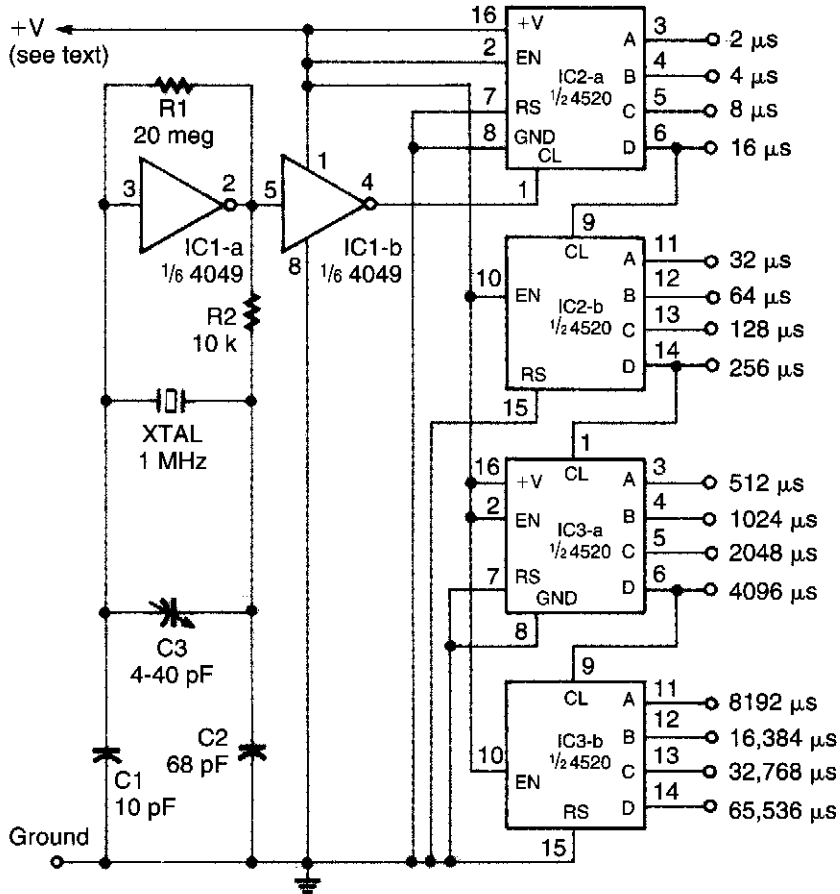 +V
(see text)
R1
20 meg
3
2
IC1-a
1/6 4049
5
1
4
8
IC1-b
1/6 4049
R2
10 k
XTAL
1 MHz
C3
4-40 pF
C1
10 pF
C2
68 pF
Ground
16
+V
2
EN
7
RS
8
GND
CL
1
IC2-a
1/2 4520
A 3 2 µs
B 4 4 µs
C 5 8 µs
D 6 16 µs
9
CL
10
EN
IC2-b
1/2 4520
RS
15
A 11 32 µs
B 12 64 µs
C 13 128 µs
D 14 256 µs
1
CL
16
+V
2
EN
7
RS
GND
8
IC3-a
1/2 4520
A 3 512 µs
B 4 1024 µs
C 5 2048 µs
D 6 4096 µs
9
CL
10
EN
IC3-b
1/2 4520
RS
15
A 11 8192 µs
B 12 16,384 µs
C 13 32,768 µs
D 14 65,536 µs